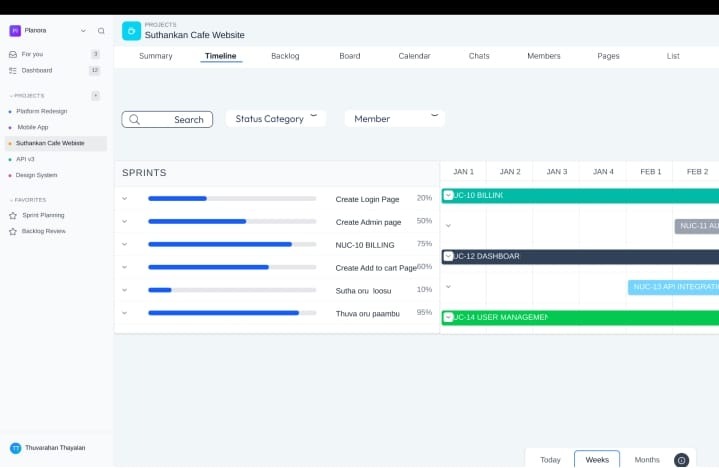 Planora
For you 3
Dashboard 12
PROJECTS +
Platform Redesign
Mobile App
Suthankan Cafe Webiste
API v3
Design System
FAVORITES
Sprint Planning
Backlog Review
TT Thuvarahan Thayalan
PROJECTS
Suthankan Cafe Website
Summary Timeline Backlog Board Calendar Chats Members Pages List
Search Status Category Member
SPRINTS JAN 1 JAN 2 JAN 3 JAN 4 FEB 1 FEB 2
Create Login Page 20%
Create Admin page 50%
NUC-10 BILLING 75%
Create Add to cart Page 60%
Sutha oru loosu 10%
Thuva oru paambu 95%
UC-10 BILLING
NUC-11 AU
UC-12 DASHBOAR
NUC-13 API INTEGRATI
UC-14 USER MANAGEMEN
Today Weeks Months